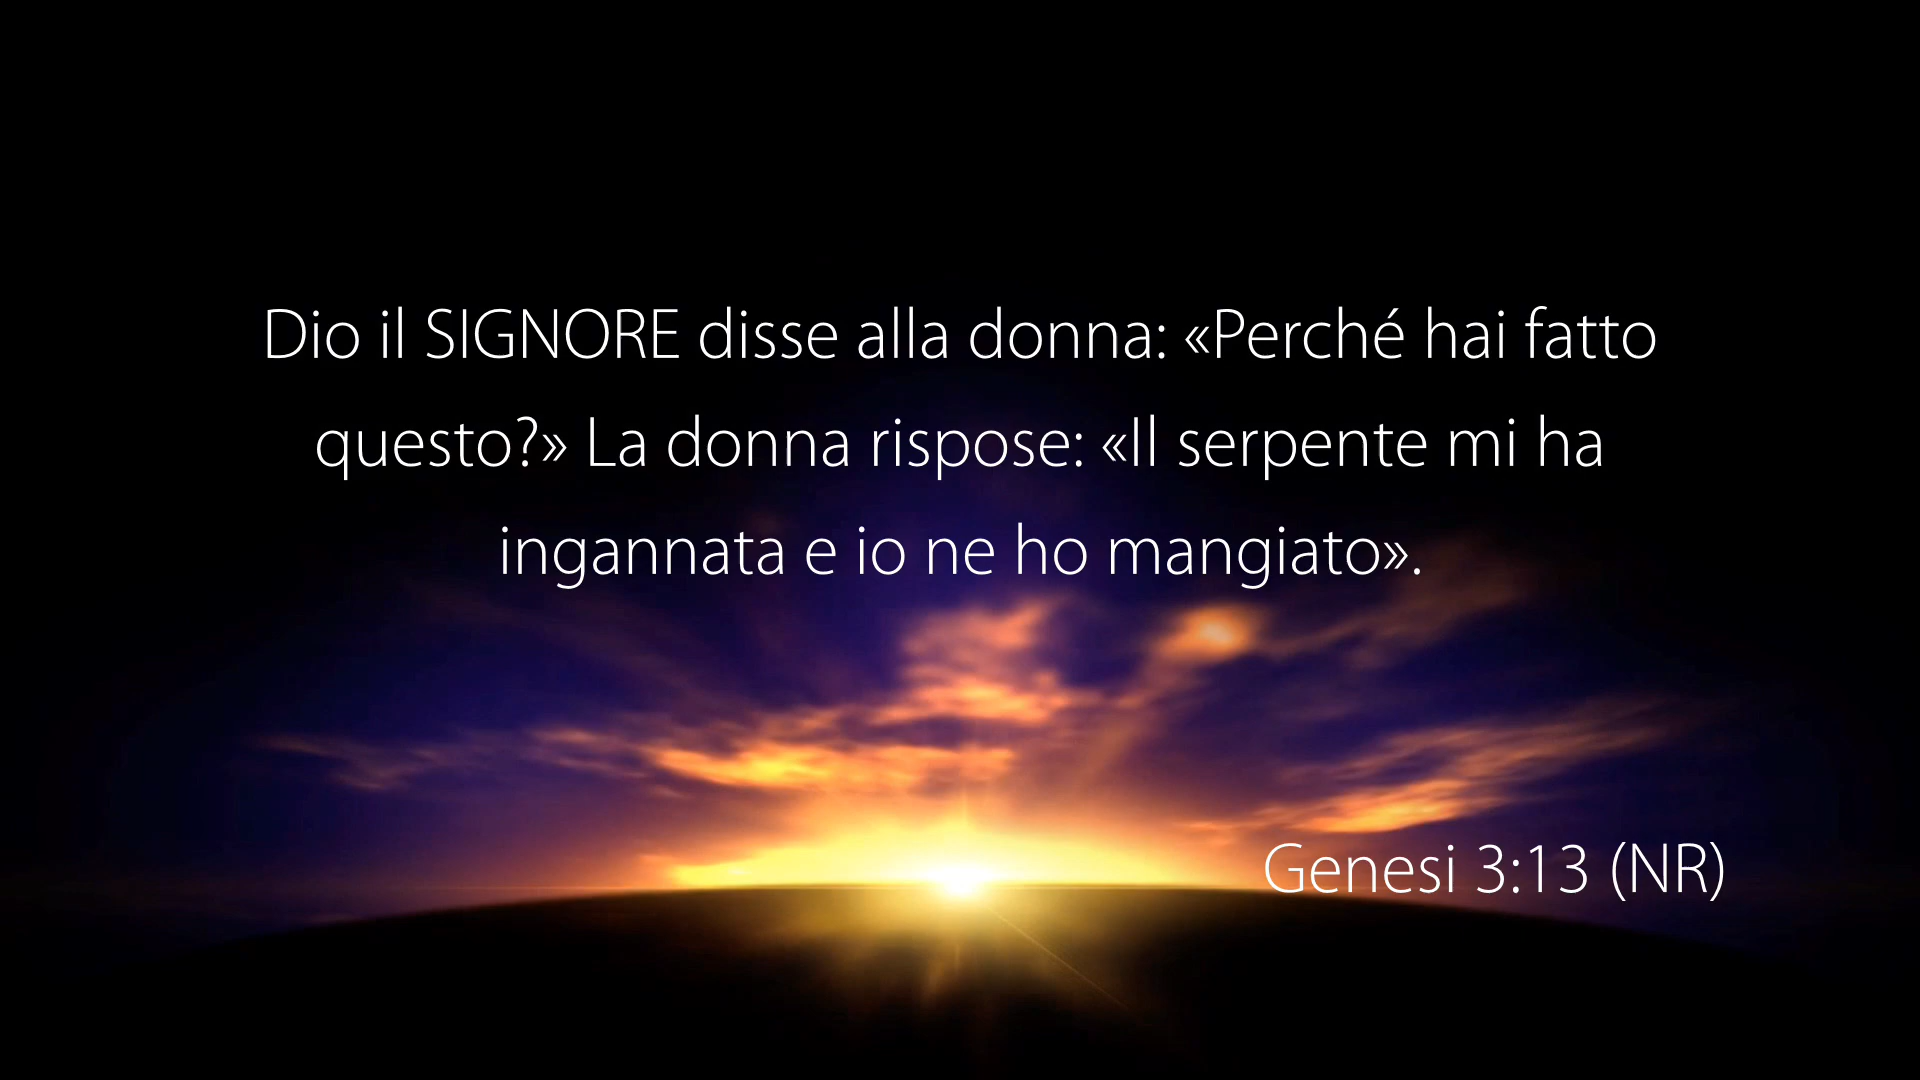 Dio il SIGNORE disse alla donna: «Perché hai fatto
questo?» La donna rispose: «Il serpente mi ha
ingannata e io ne ho mangiato».
Genesi 3:13 (NR)